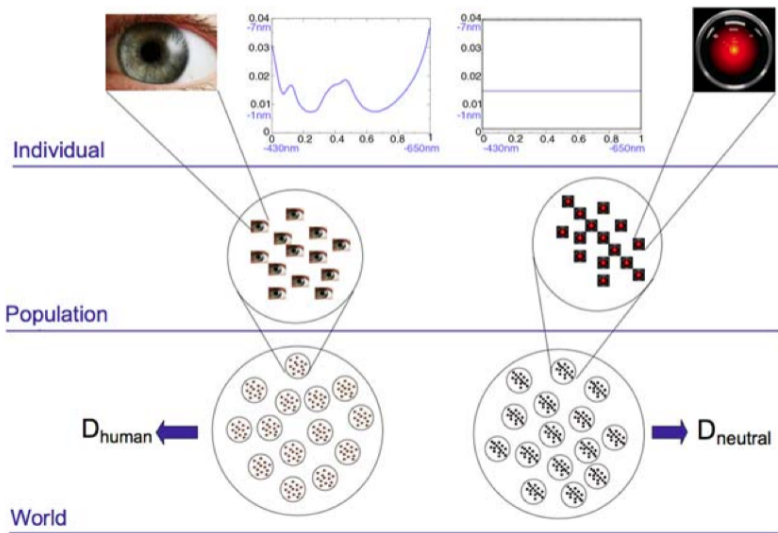 0.04
-7nm
0.03
0.02
0.01
-1nm
0
0 0.2 0.4 0.6 0.8 1
-430nm -650nm
0.04
-7nm
0.03
0.02
0.01
-1nm
0
0 0.2 0.4 0.6 0.8 1
-430nm -650nm
Individual
Population
Dhuman
Dneutral
World